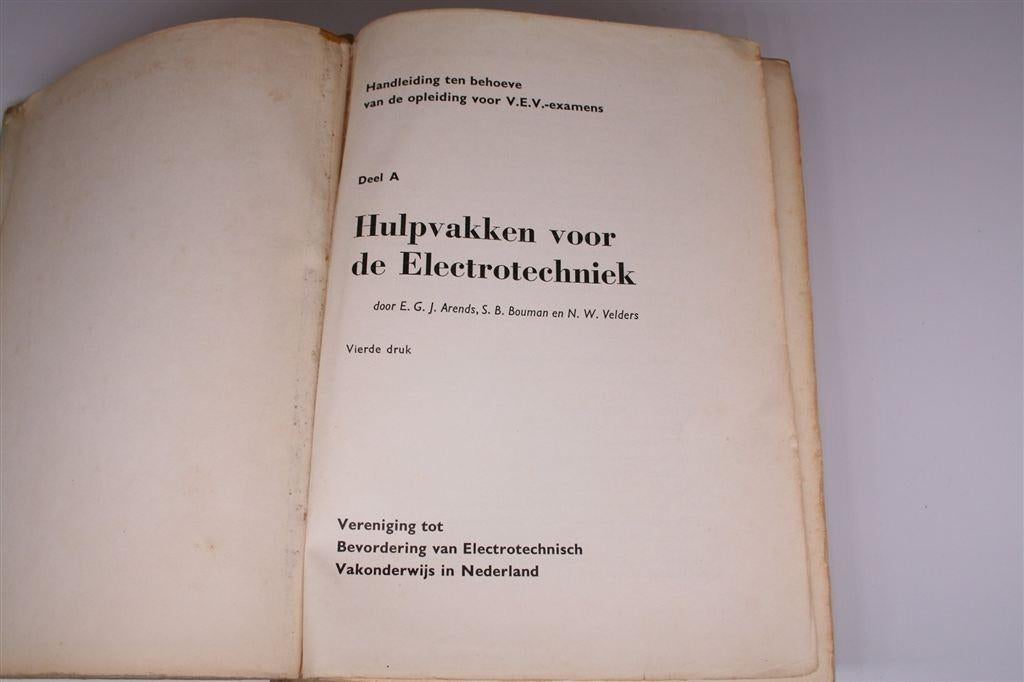 Handleiding ten behoeve
van de opleiding voor V.E.V.-examens
Deel A
Hulpvakken voor
de Electrotechniek
door E. G. J. Arends, S. B. Bouman en N. W. Velders
Vierde druk
Vereniging tot
Bevordering van Electrotechnisch
Vakonderwijs in Nederland